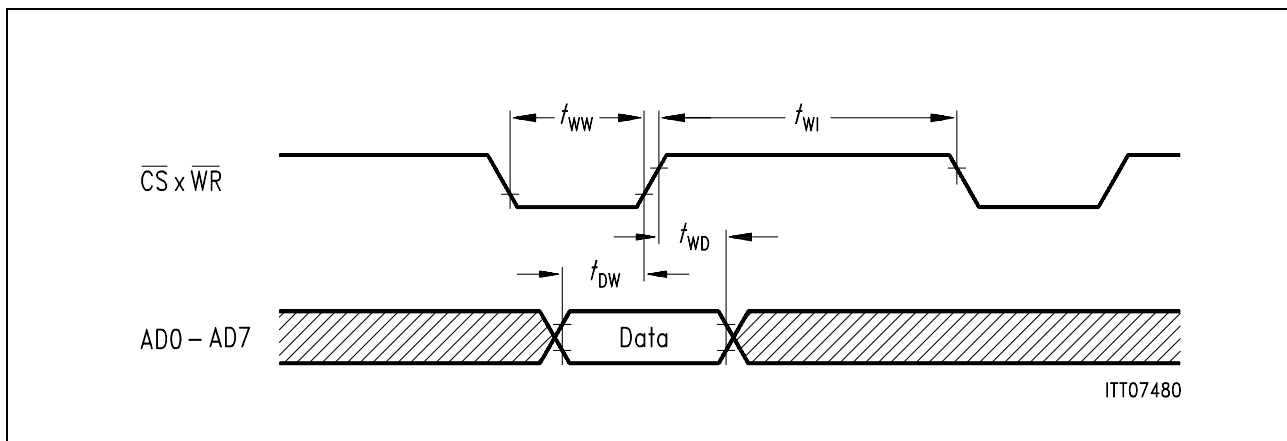 tWW
tWI
CS x WR
tWD
tDW
AD0 – AD7
Data
ITT07480